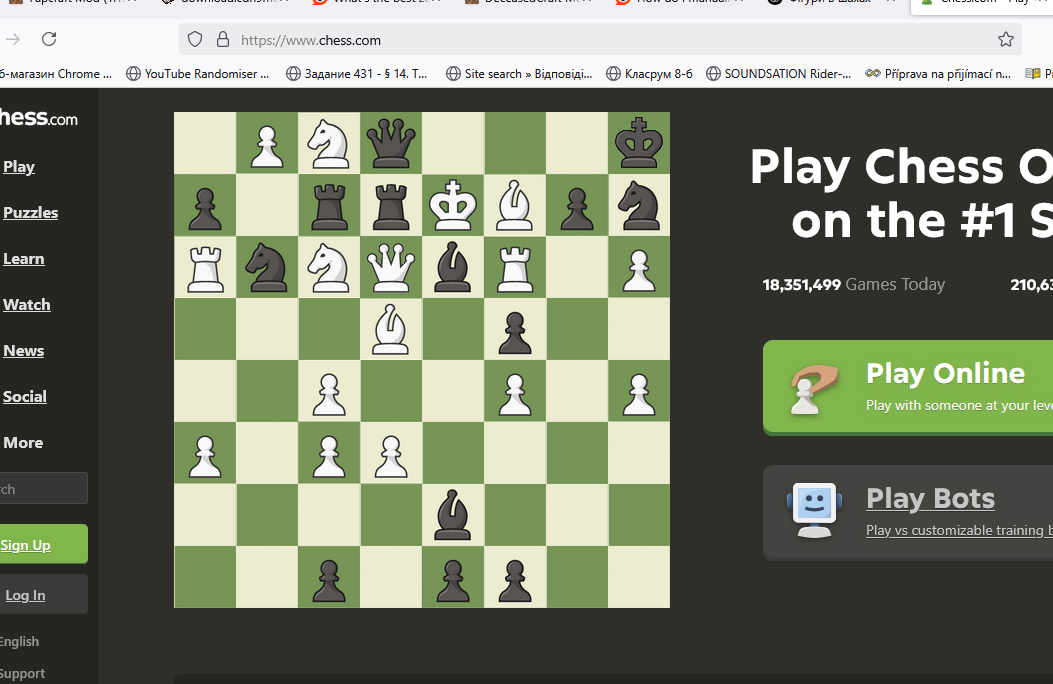 https://www.chess.com
б-магазин Chrome ...
YouTube Randomiser ...
Задание 431 - § 14. Т...
Site search » Відповіді...
Класрум 8-6
SOUNDSATION Rider-...
Příprava na přijímací n...
hess.com
Play
Puzzles
Learn
Watch
News
Social
More
rch
Sign Up
Log In
English
Support
Play Chess O
on the #1 S
18,351,499 Games Today
210,63
Play Online
Play with someone at your leve
Play Bots
Play vs customizable training b